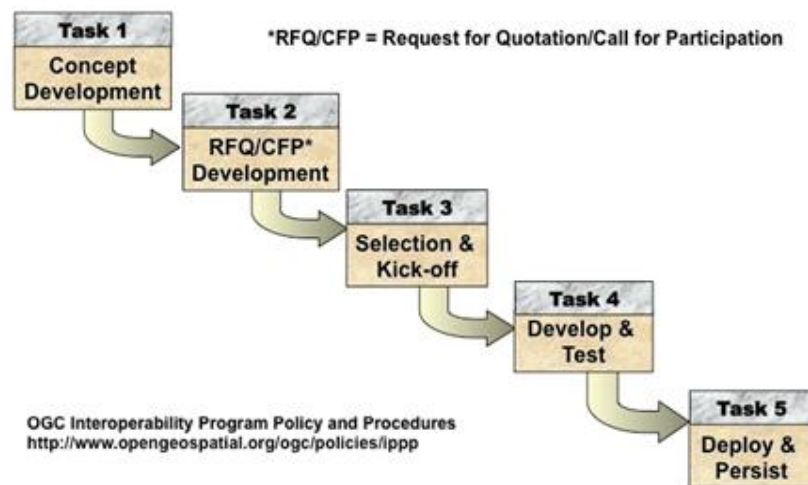 Task 1
*RFQ/CFP = Request for Quotation/Call for Participation
Concept
Development
Task 2
RFQ/CFP*
Development
Task 3
Selection &
Kick-off
Task 4
Develop &
Test
Task 5
Deploy &
Persist
OGC Interoperability Program Policy and Procedures
http://www.opengeospatial.org/ogc/policies/ippp